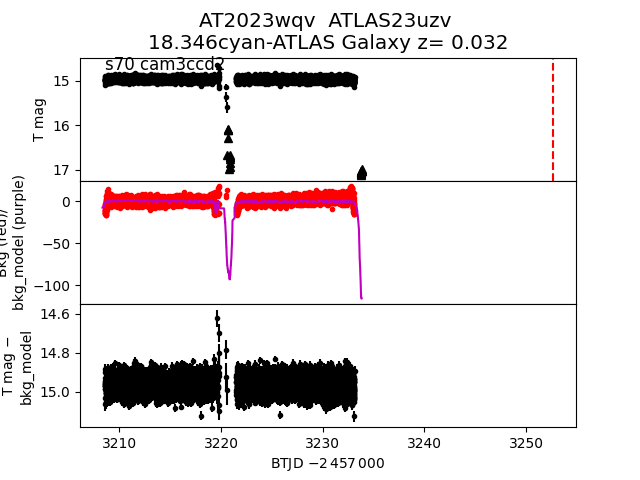 AT2023wqv ATLAS23uzv
18.346cyan-ATLAS Galaxy z= 0.032
s70 cam3ccd2
T mag
15
16
17
Bkg (red)/
bkg_model (purple)
0
−50
−100
T mag −
bkg_model
14.6
14.8
15.0
3210 3220 3230 3240 3250
BTJD −2 457 000